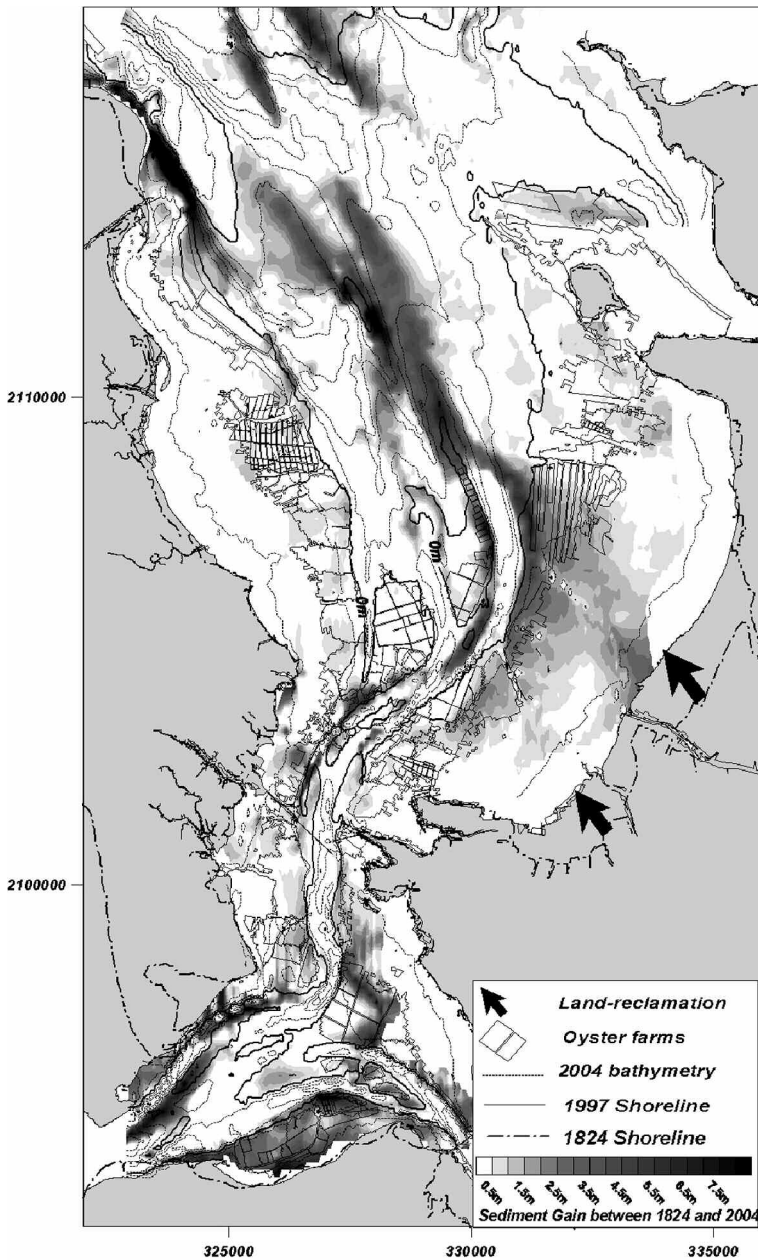 2110000
0m
0m
2100000
Land-reclamation
Oyster farms
2004 bathymetry
1997 Shoreline
1824 Shoreline
0.5m 1.5m 2.5m 3.5m 4.5m 5.5m 6.5m 7.5m
Sediment Gain between 1824 and 2004
325000 330000 335000